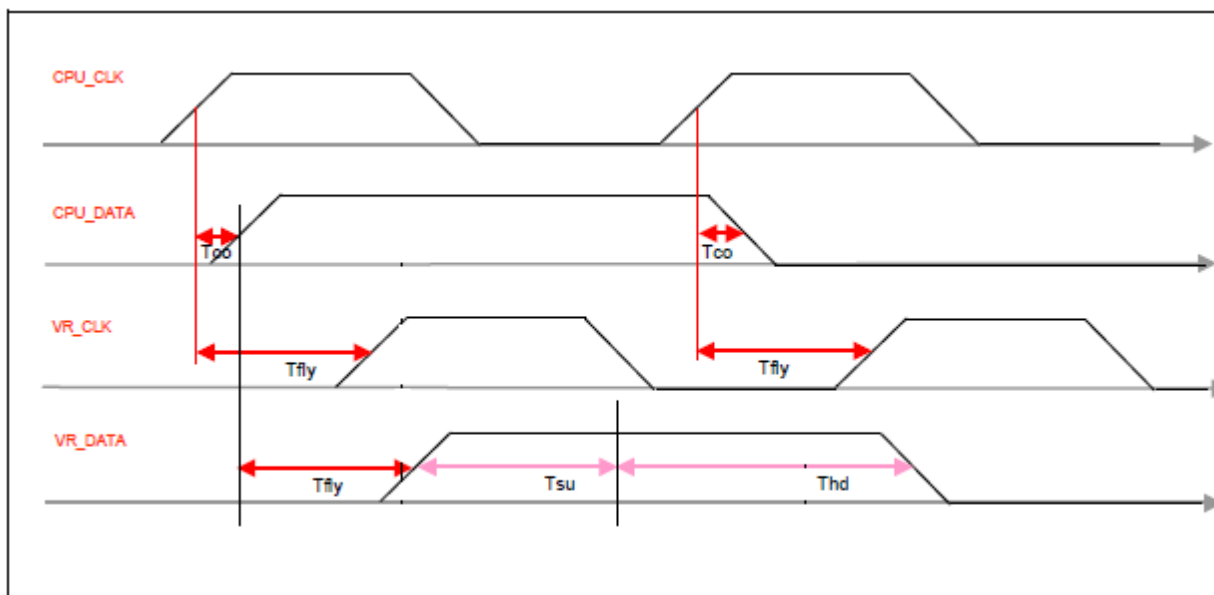 CPU_CLK
CPU_DATA
Tco
Tco
VR_CLK
Tfly
Tfly
VR_DATA
Tfly
Tsu
Thd